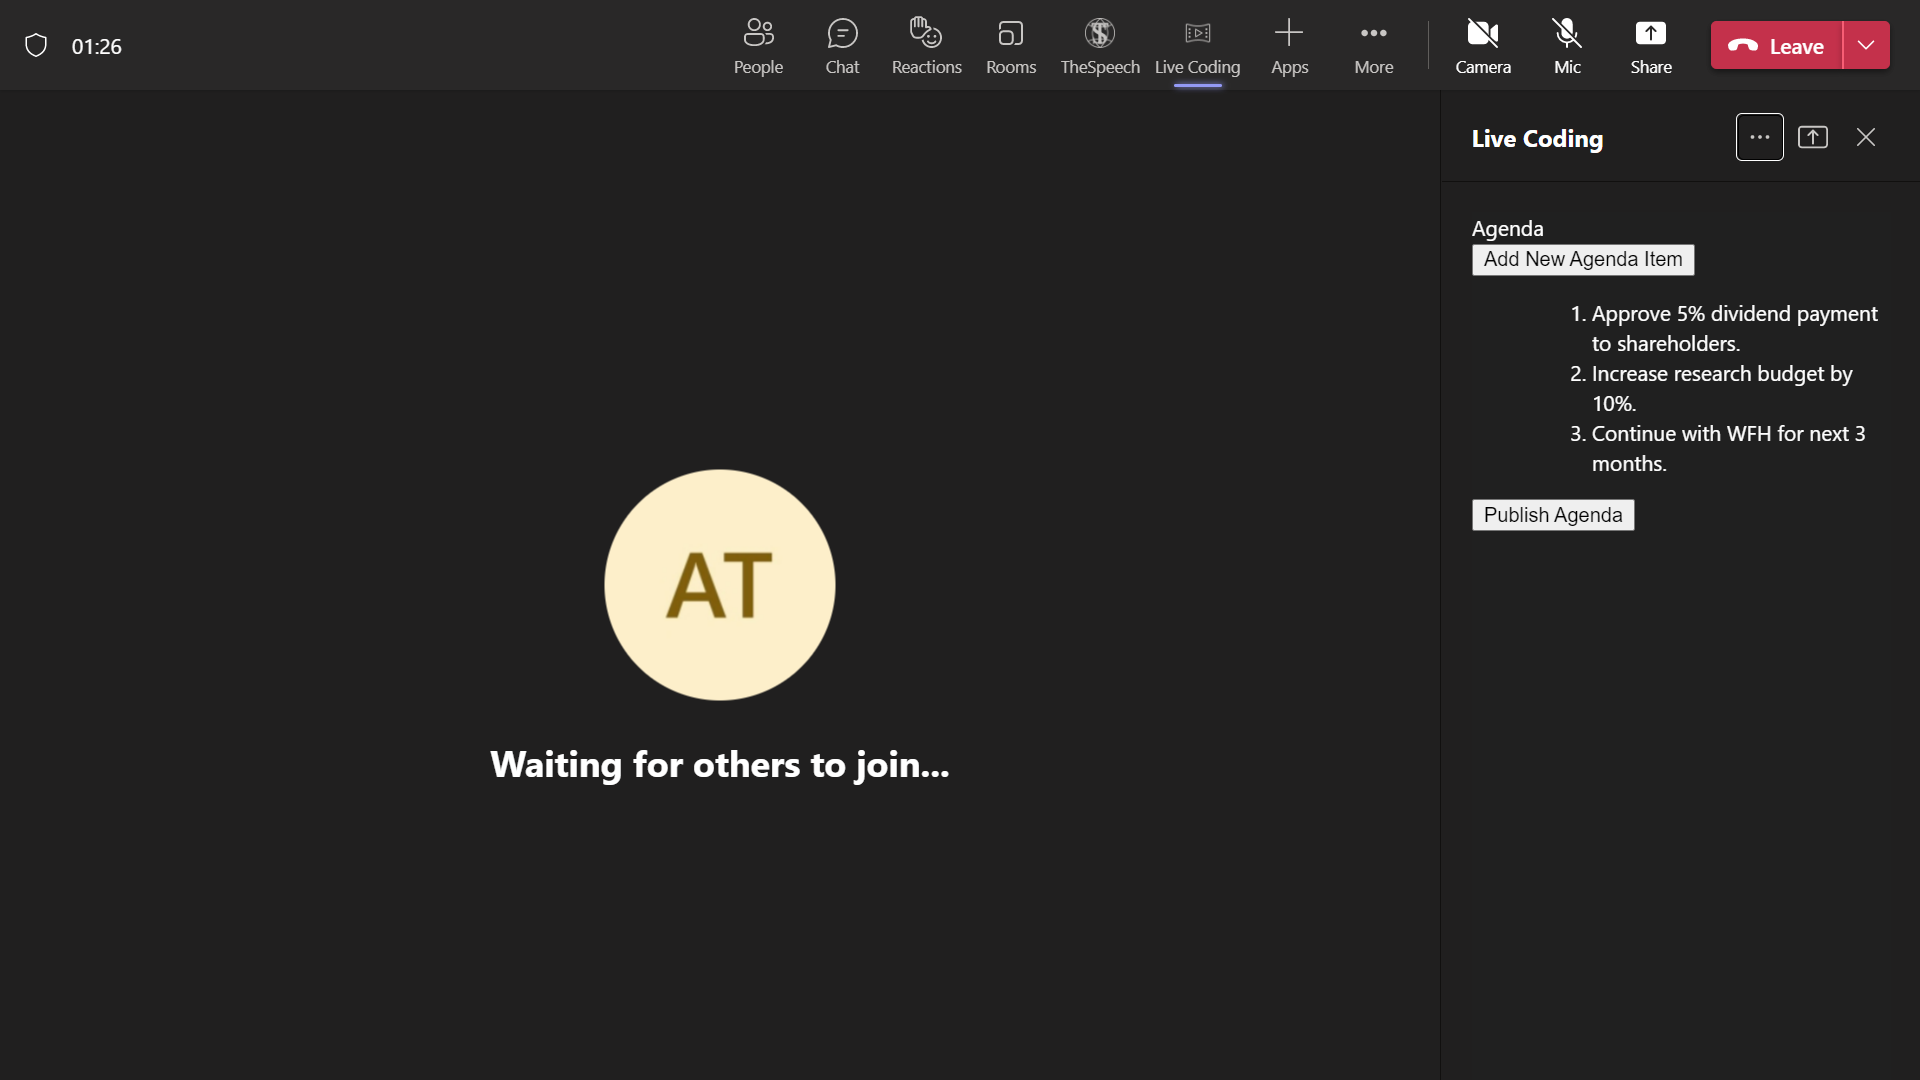 01:26
People
Chat
Reactions
Rooms
TheSpeech
Live Coding
Apps
More
Camera
Mic
Share
Leave
Live Coding
Agenda
Add New Agenda Item
1. Approve 5% dividend payment
to shareholders.
2. Increase research budget by
10%.
3. Continue with WFH for next 3
months.
Publish Agenda
AT
Waiting for others to join...